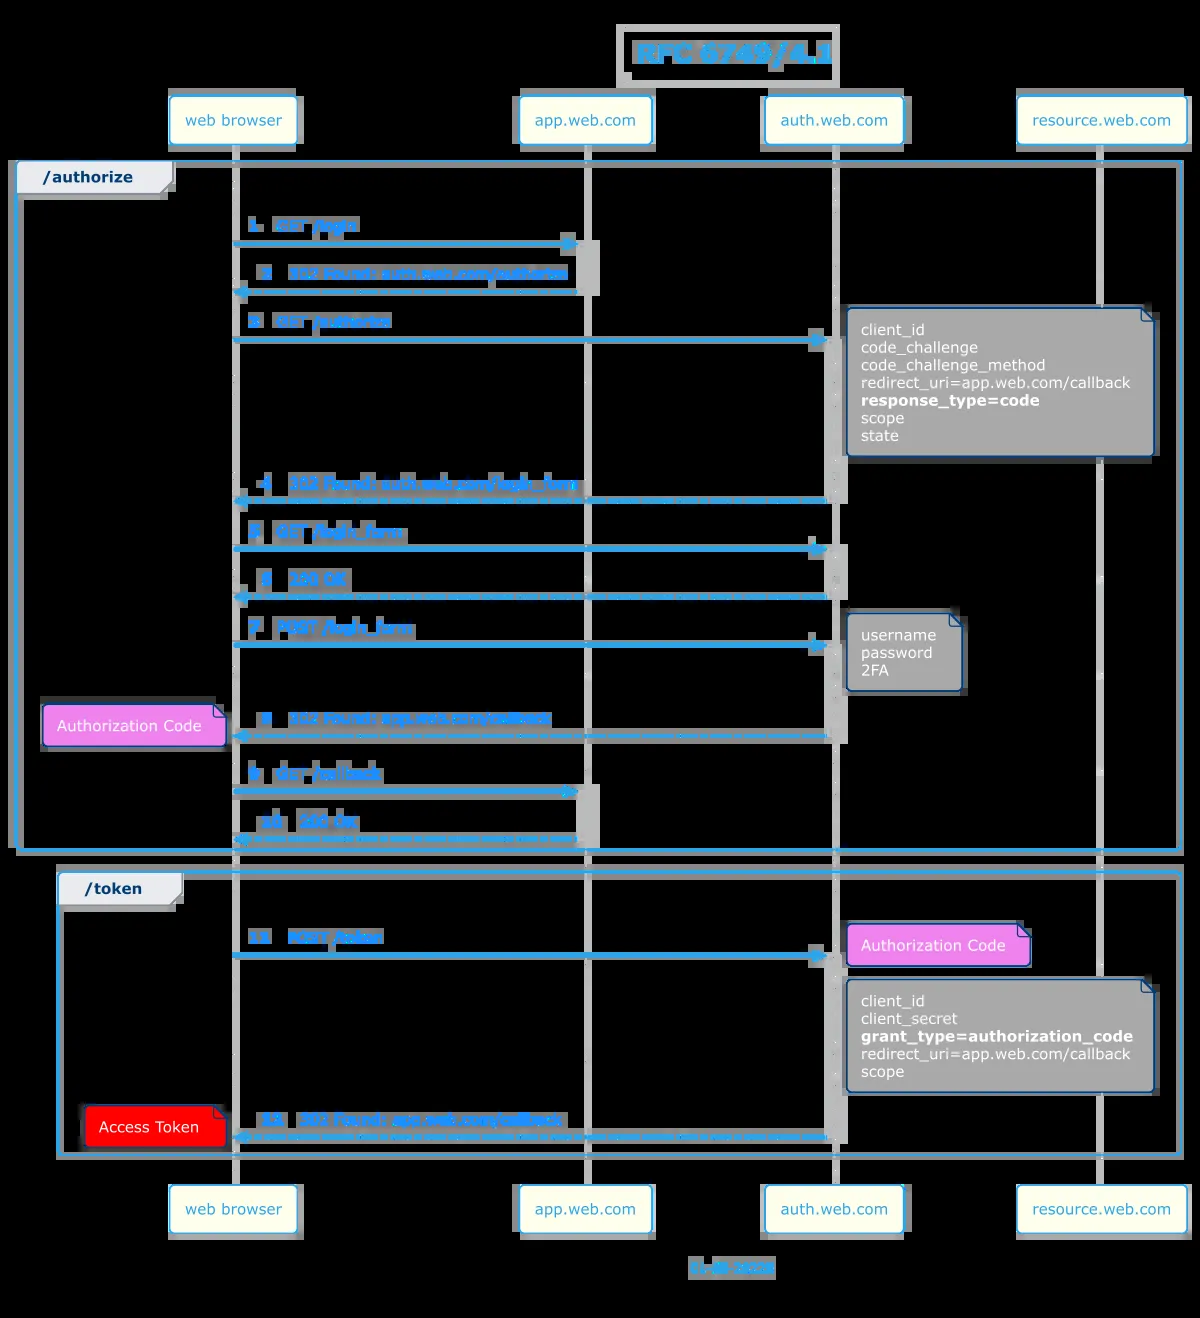 RFC 6749/4.1
web browser
app.web.com
auth.web.com
resource.web.com
/authorize
1 GET /login
2 302 Found: auth.web.com/authorize
3 GET /authorize
client_id
code_challenge
code_challenge_method
redirect_uri=app.web.com/callback
response_type=code
scope
state
4 302 Found: auth.web.com/login_form
5 GET /login_form
6 200 OK
7 POST /login_form
username
password
2FA
8 302 Found: app.web.com/callback
Authorization Code
9 GET /callback
10 200 OK
/token
11 POST /token
Authorization Code
client_id
client_secret
grant_type=authorization_code
redirect_uri=app.web.com/callback
scope
12 302 Found: app.web.com/callback
Access Token
web browser
app.web.com
auth.web.com
resource.web.com